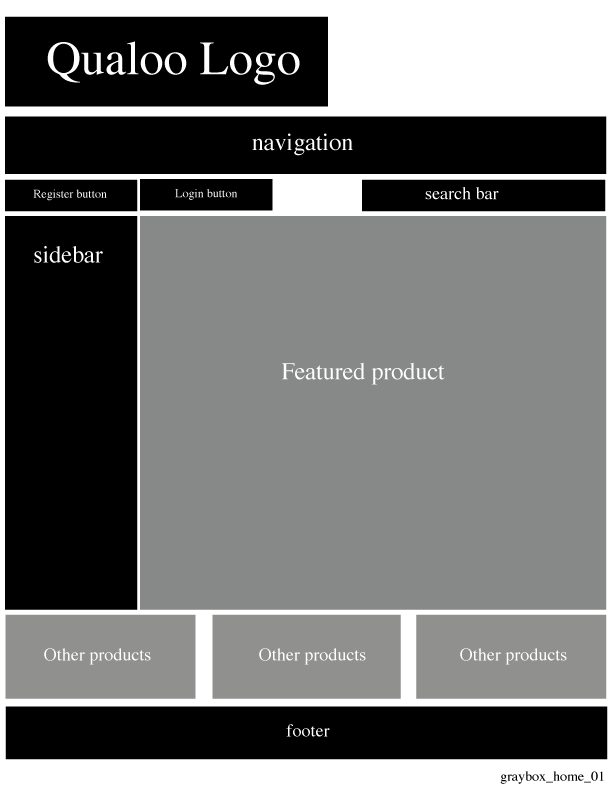 Qualoo Logo
navigation
Register button
Login button
search bar
sidebar
Featured product
Other products
Other products
Other products
footer
graybox_home_01